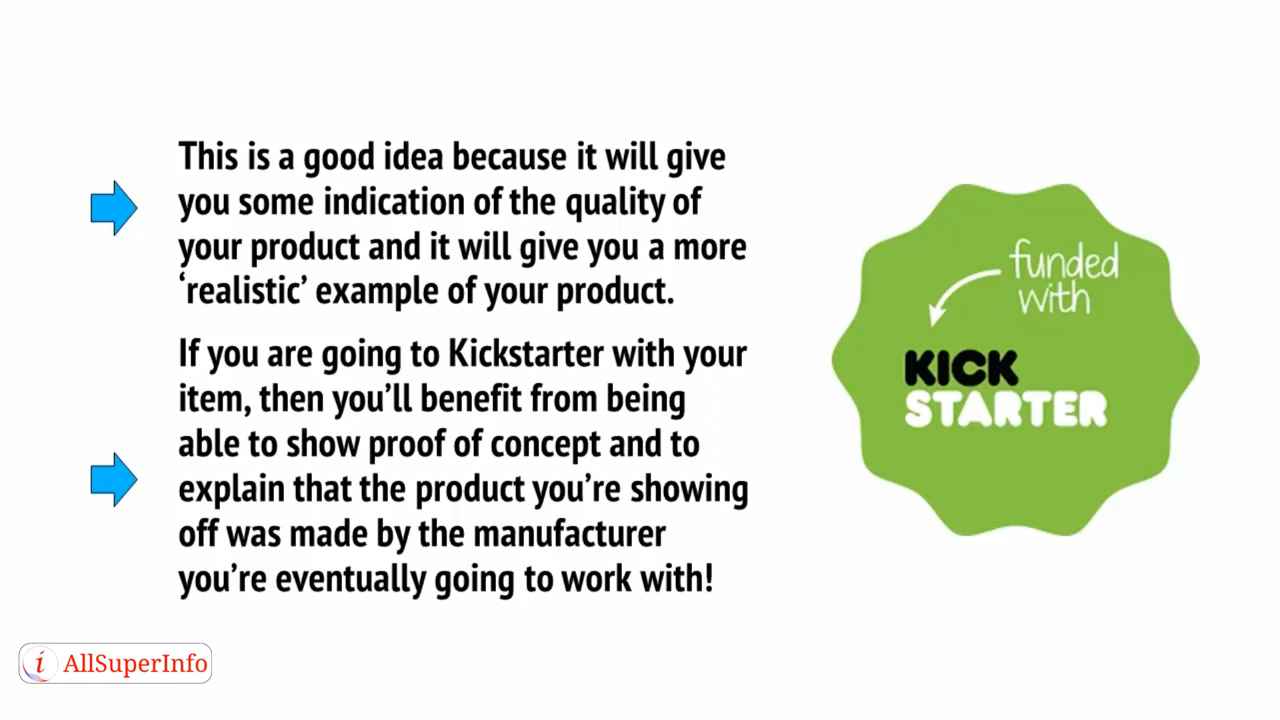 This is a good idea because it will give
you some indication of the quality of
your product and it will give you a more
‘realistic’ example of your product.
If you are going to Kickstarter with your
item, then you’ll benefit from being
able to show proof of concept and to
explain that the product you’re showing
off was made by the manufacturer
you’re eventually going to work with!
funded
with
KICK
STARTER
i AllSuperInfo